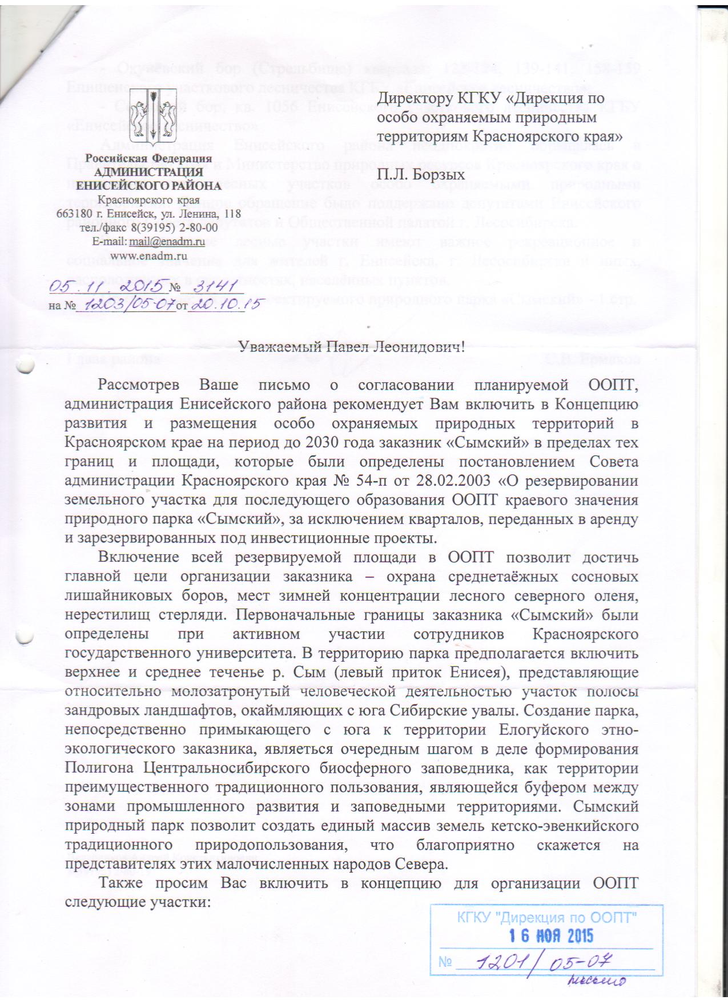 Российская Федерация
АДМИНИСТРАЦИЯ
ЕНИСЕЙСКОГО РАЙОНА
Красноярского края
663180 г. Енисейск, ул. Ленина, 118
тел./факс 8(39195) 2-80-00
E-mail: mail@enadm.ru
www.enadm.ru
05.11.2015 № 3141
на № 1203/05-07 от 20.10.15
Директору КГКУ «Дирекция по
особо охраняемым природным
территориям Красноярского края»
П.Л. Борзых
Уважаемый Павел Леонидович!
Рассмотрев Ваше письмо о согласовании планируемой ООПТ,
администрация Енисейского района рекомендует Вам включить в Концепцию
развития и размещения особо охраняемых природных территорий в
Красноярском крае на период до 2030 года заказник «Сымский» в пределах тех
границ и площади, которые были определены постановлением Совета
администрации Красноярского края № 54-п от 28.02.2003 «О резервировании
земельного участка для последующего образования ООПТ краевого значения
природного парка «Сымский», за исключением кварталов, переданных в аренду
и зарезервированных под инвестиционные проекты.
Включение всей резервируемой площади в ООПТ позволит достичь
главной цели организации заказника – охрана среднетаёжных сосновых
лишайниковых боров, мест зимней концентрации лесного северного оленя,
нерестилищ стерляди. Первоначальные границы заказника «Сымский» были
определены при активном участии сотрудников Красноярского
государственного университета. В территорию парка предполагается включить
верхнее и среднее теченье р. Сым (левый приток Енисея), представляющие
относительно молозатронутый человеческой деятельностью участок полосы
зандровых ландшафтов, окаймляющих с юга Сибирские увалы. Создание парка,
непосредственно примыкающего с юга к территории Елогуйского этно-
экологического заказника, являеться очередным шагом в деле формирования
Полигона Центральносибирского биосферного заповедника, как территории
преимущественного традиционного пользования, являющейся буфером между
зонами промышленного развития и заповедными территориями. Сымский
природный парк позволит создать единый массив земель кетско-эвенкийского
традиционного природопользования, что благоприятно скажется на
представителях этих малочисленных народов Севера.
Также просим Вас включить в концепцию для организации ООПТ
следующие участки:
КГКУ "Дирекция по ООПТ"
16 НОЯ 2015
№ 1201/05-07
письмо